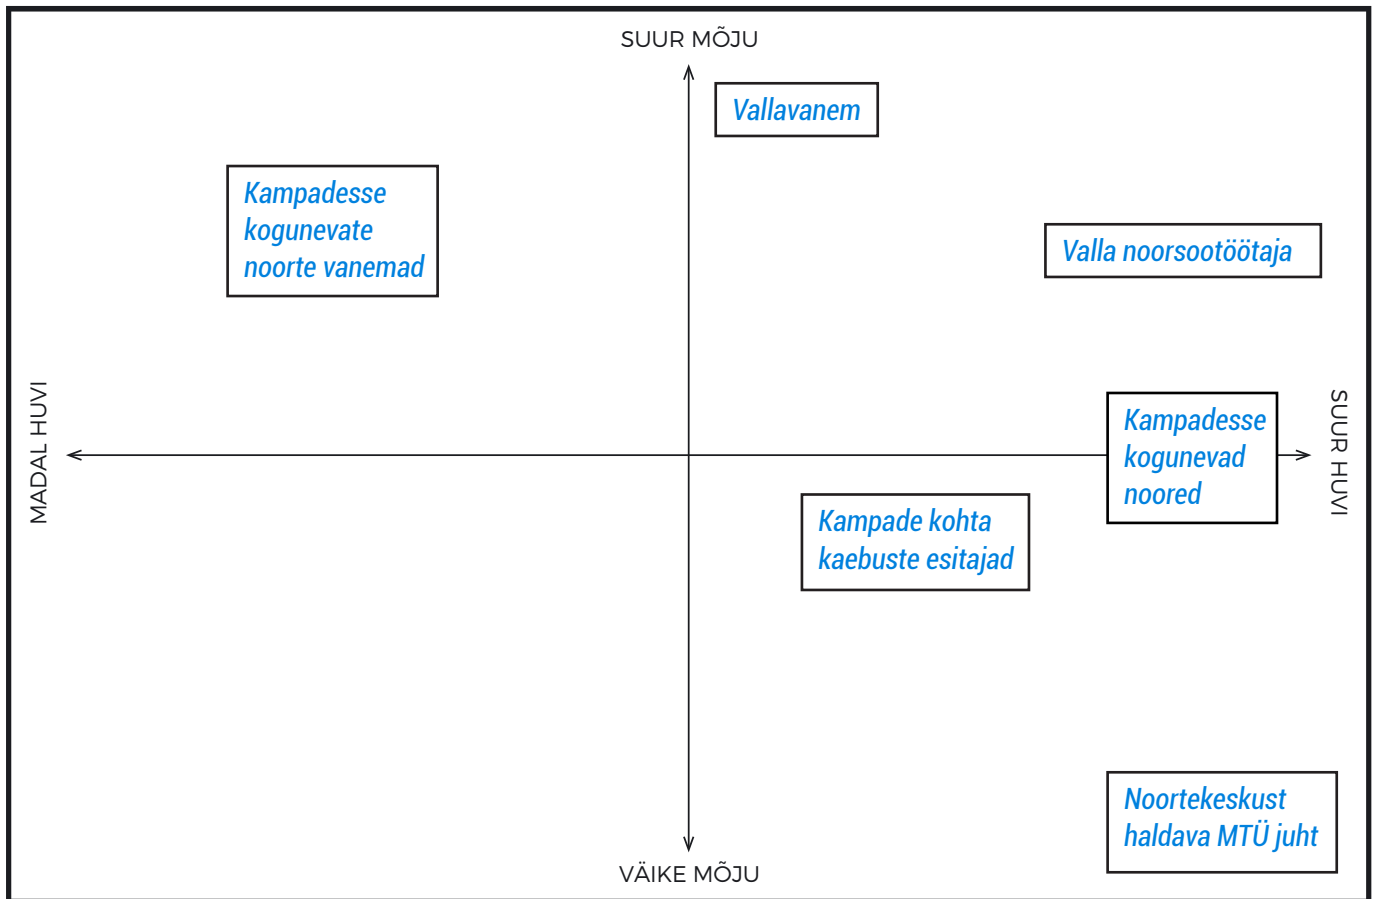 SUUR MÕJU
Vallavanem
Kampadesse
kogunevate
noorte vanemad
Valla noorsootöötaja
MADAL HUVI
SUUR HUVI
Kampadesse
kogunevad
noored
Kampade kohta
kaebuste esitajad
Noortekeskust
haldava MTÜ juht
VÄIKE MÕJU